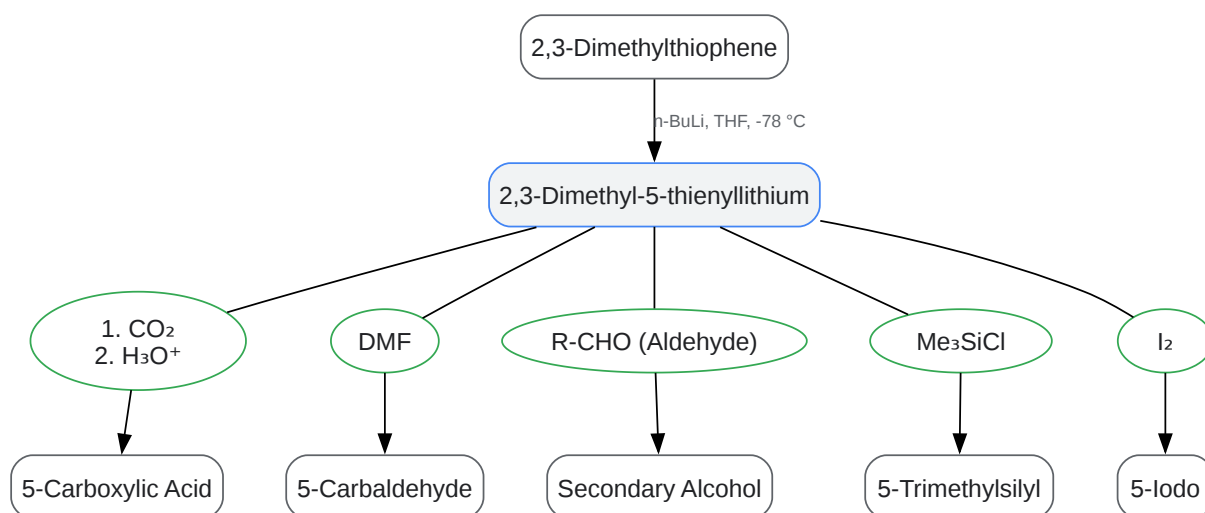 2,3-Dimethylthiophene
n-BuLi, THF, -78 °C
2,3-Dimethyl-5-thienyllithium
1. CO₂
2. H₃O⁺
DMF
R-CHO (Aldehyde)
Me₃SiCl
I₂
5-Carboxylic Acid
5-Carbaldehyde
Secondary Alcohol
5-Trimethylsilyl
5-Iodo